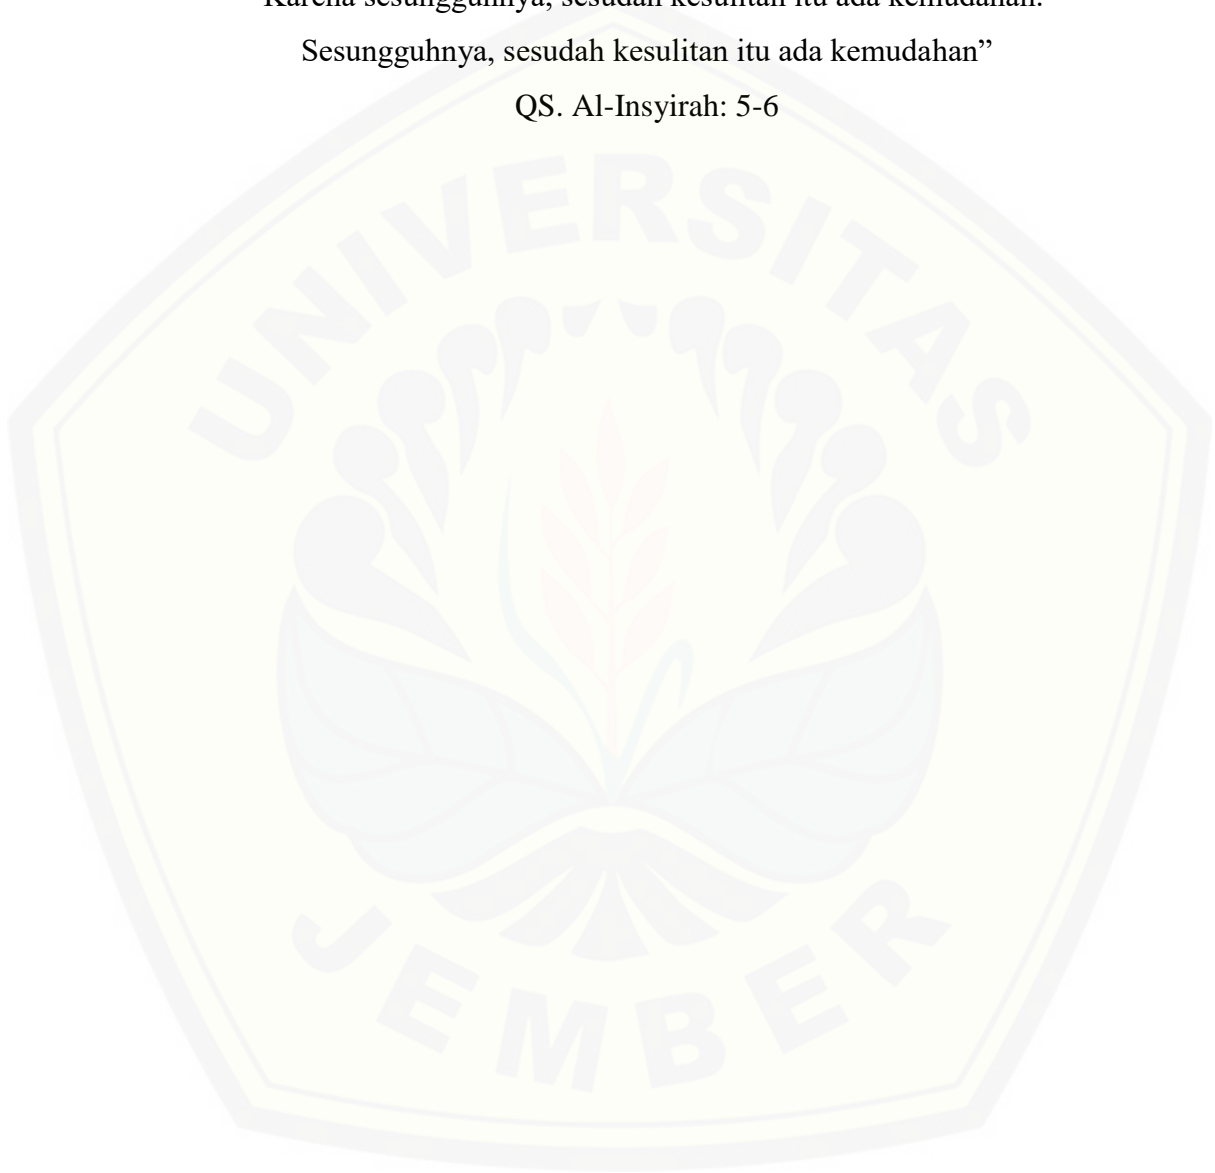 Karena sesungguhnya, sesudah kesulitan itu ada kemudahan.
Sesungguhnya, sesudah kesulitan itu ada kemudahan”
QS. Al-Insyirah: 5-6
UNIVERSITAS
JEMBER